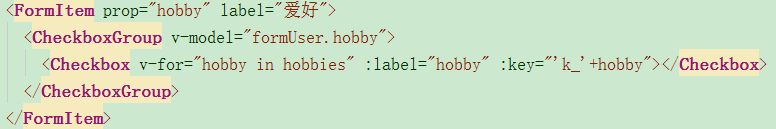 <FormItem prop="hobby" label="爱好">
<CheckboxGroup v-model="formUser.hobby">
<Checkbox v-for="hobby in hobbies" :label="hobby" :key="'k_'+hobby"></Checkbox>
</CheckboxGroup>
</FormItem>